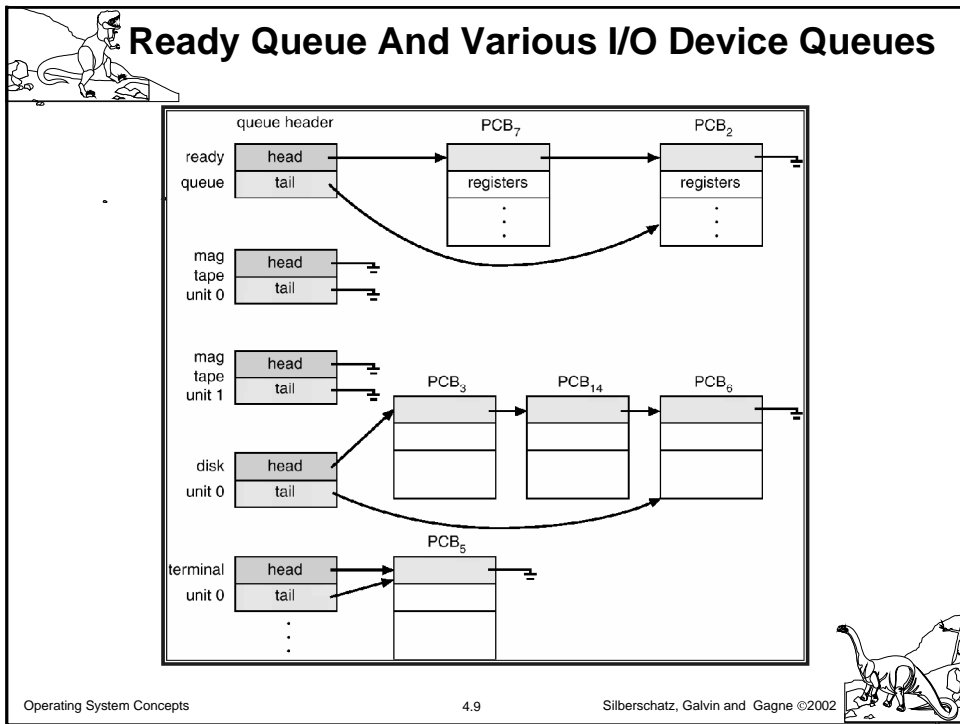 Ready Queue And Various I/O Device Queues
queue header
PCB₇
PCB₂
ready
queue
head
tail
registers
registers
mag
tape
unit 0
head
tail
mag
tape
unit 1
head
tail
PCB₃
PCB₁₄
PCB₆
disk
unit 0
head
tail
PCB₅
terminal
unit 0
head
tail
Operating System Concepts
4.9
Silberschatz, Galvin and Gagne ©2002